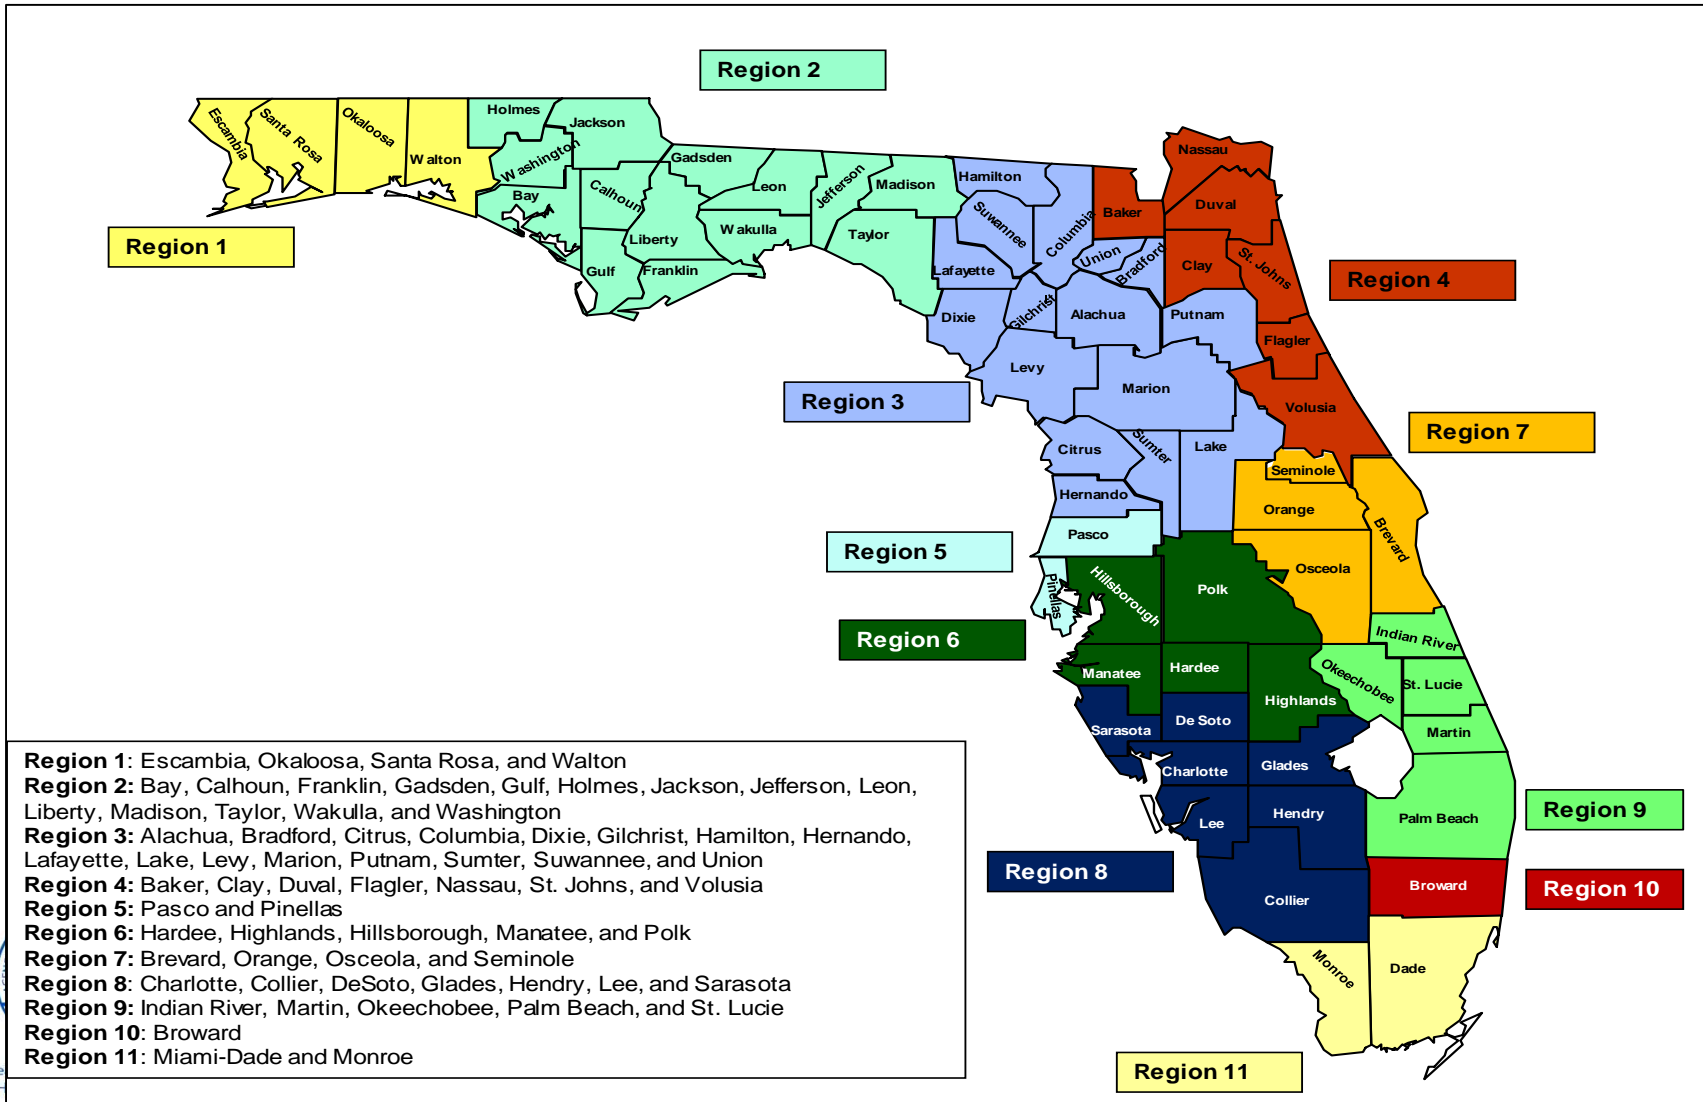 Region 2
Holmes
Jackson
Escambia
Santa Rosa
Okaloosa
Walton
Washington
Gadsden
Bay
Calhoun
Leon
Jefferson
Madison
Hamilton
Nassau
Liberty
Wakulla
Taylor
Suwannee
Columbia
Baker
Duval
Region 1
Gulf
Franklin
Lafayette
Union
Bradford
Clay
St. Johns
Region 4
Dixie
Gilchrist
Alachua
Putnam
Flagler
Levy
Marion
Region 3
Volusia
Region 7
Citrus
Sumter
Lake
Seminole
Hernando
Orange
Brevard
Pasco
Region 5
Osceola
Pinellas
Hillsborough
Polk
Region 6
Indian River
Manatee
Hardee
Okeechobee
St. Lucie
Highlands
Sarasota
De Soto
Martin
Charlotte
Glades
Lee
Hendry
Palm Beach
Region 9
Region 8
Collier
Broward
Region 10
Monroe
Dade
Region 11
Region 1: Escambia, Okaloosa, Santa Rosa, and Walton
Region 2: Bay, Calhoun, Franklin, Gadsden, Gulf, Holmes, Jackson, Jefferson, Leon,
Liberty, Madison, Taylor, Wakulla, and Washington
Region 3: Alachua, Bradford, Citrus, Columbia, Dixie, Gilchrist, Hamilton, Hernando,
Lafayette, Lake, Levy, Marion, Putnam, Sumter, Suwannee, and Union
Region 4: Baker, Clay, Duval, Flagler, Nassau, St. Johns, and Volusia
Region 5: Pasco and Pinellas
Region 6: Hardee, Highlands, Hillsborough, Manatee, and Polk
Region 7: Brevard, Orange, Osceola, and Seminole
Region 8: Charlotte, Collier, DeSoto, Glades, Hendry, Lee, and Sarasota
Region 9: Indian River, Martin, Okeechobee, Palm Beach, and St. Lucie
Region 10: Broward
Region 11: Miami-Dade and Monroe